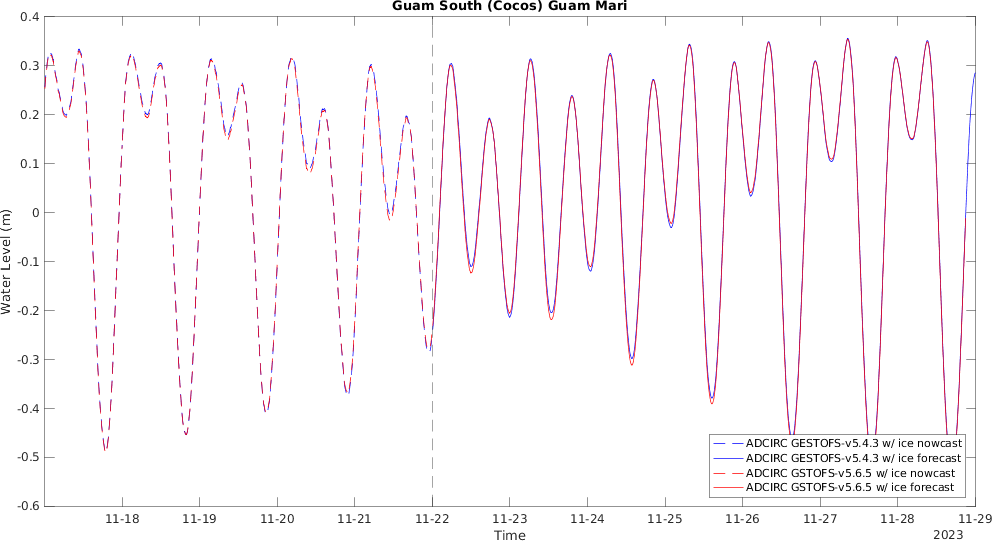 Guam South (Cocos) Guam Mari
0.4
0.3
0.2
0.1
0
-0.1
-0.2
-0.3
-0.4
-0.5
-0.6
Water Level (m)
11-18 11-19 11-20 11-21 11-22 11-23 11-24 11-25 11-26 11-27 11-28 11-29
Time
2023
ADCIRC GESTOFS-v5.4.3 w/ ice nowcast
ADCIRC GESTOFS-v5.4.3 w/ ice forecast
ADCIRC GSTOFS-v5.6.5 w/ ice nowcast
ADCIRC GSTOFS-v5.6.5 w/ ice forecast